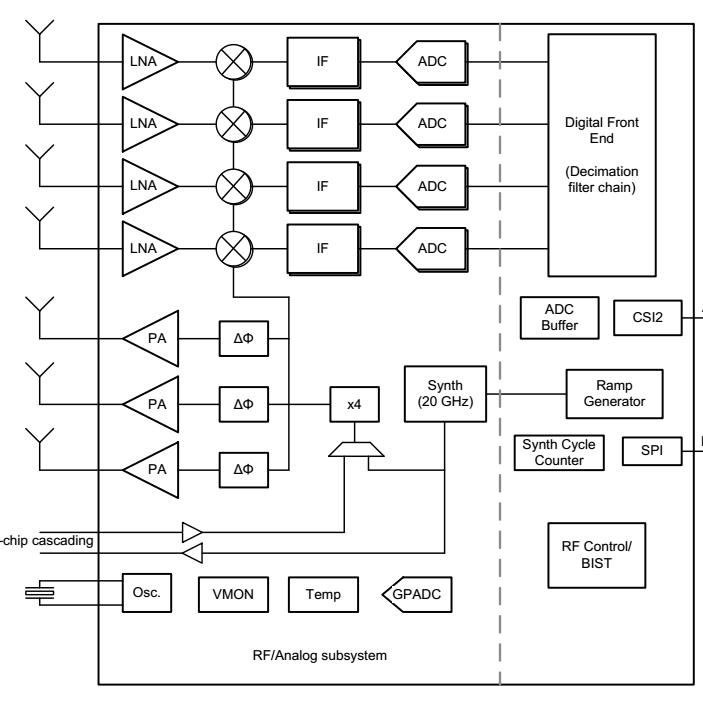 LNA
IF
ADC
LNA
IF
ADC
LNA
IF
ADC
LNA
IF
ADC
Digital Front
End
(Decimation
filter chain)
PA
ΔΦ
PA
ΔΦ
PA
ΔΦ
x4
Synth
(20 GHz)
ADC
Buffer
CSI2
Ramp
Generator
Synth Cycle
Counter
SPI
-chip cascading
RF Control/
BIST
Osc.
VMON
Temp
GPADC
RF/Analog subsystem